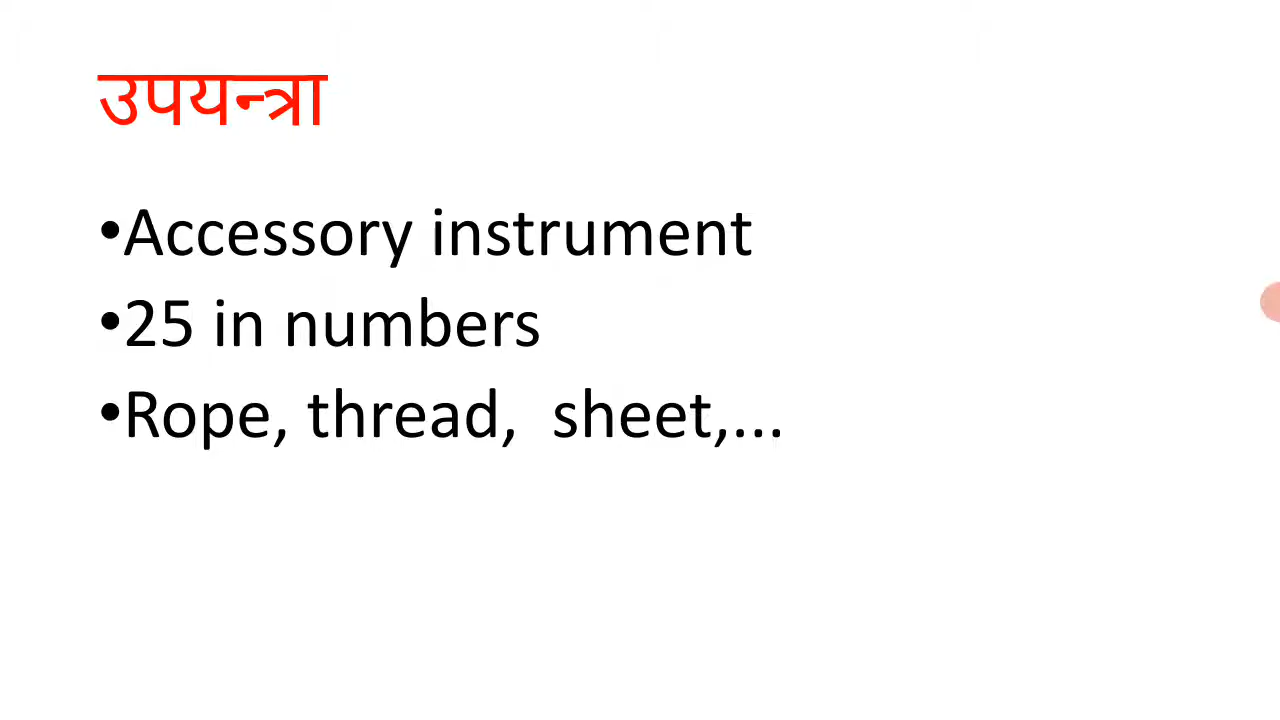 उपयन्त्रा
•Accessory instrument
•25 in numbers
•Rope, thread,  sheet,...